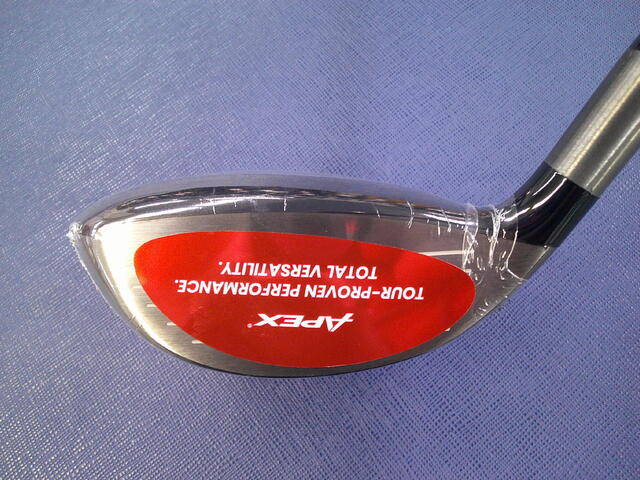 APEX®
TOUR-PROVEN PERFORMANCE.
TOTAL VERSATILITY.